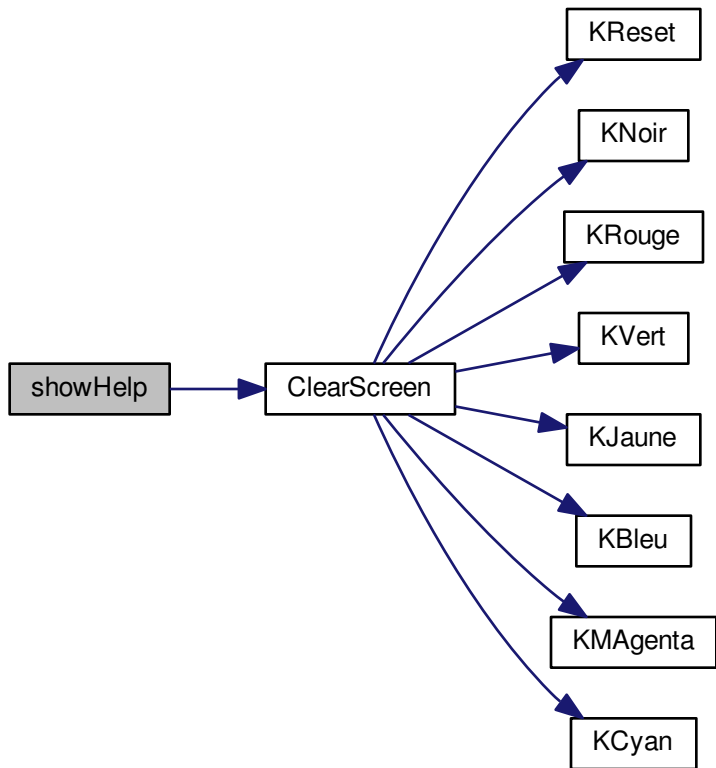 KReset
KNoir
KRouge
KVert
showHelp
ClearScreen
KJaune
KBleu
KMAgenta
KCyan